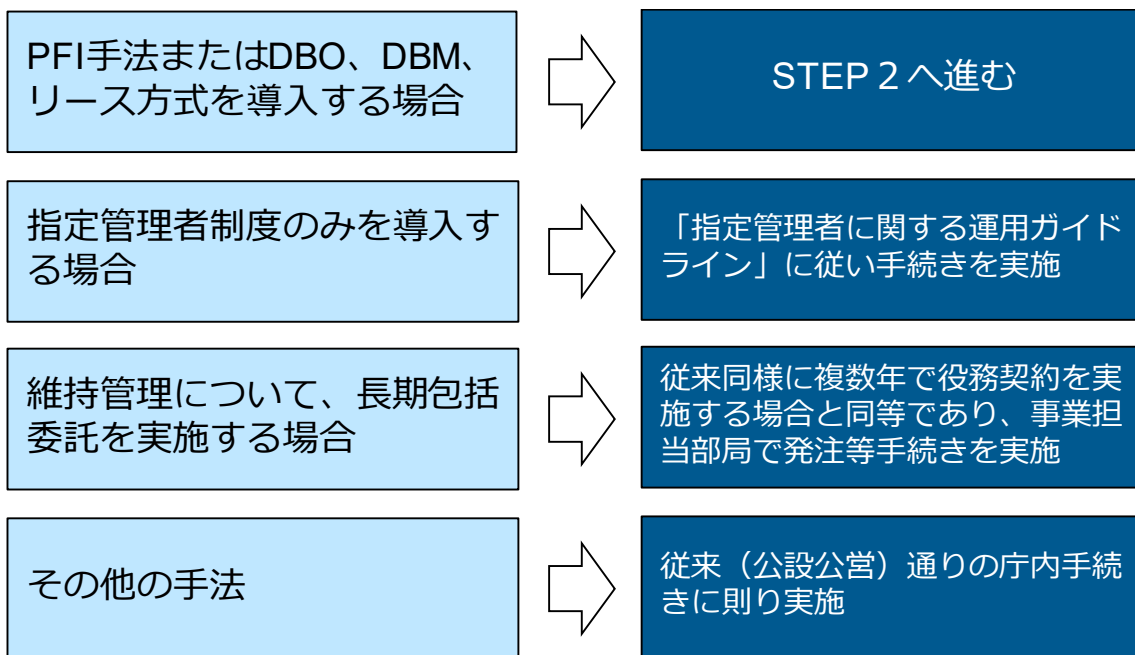 PFI手法またはDBO、DBM、
リース方式を導入する場合
STEP２へ進む
指定管理者制度のみを導入す
る場合
「指定管理者に関する運用ガイド
ライン」に従い手続きを実施
維持管理について、長期包括
委託を実施する場合
従来同様に複数年で役務契約を実
施する場合と同等であり、事業担
当部局で発注等手続きを実施
その他の手法
従来（公設公営）通りの庁内手続
きに則り実施